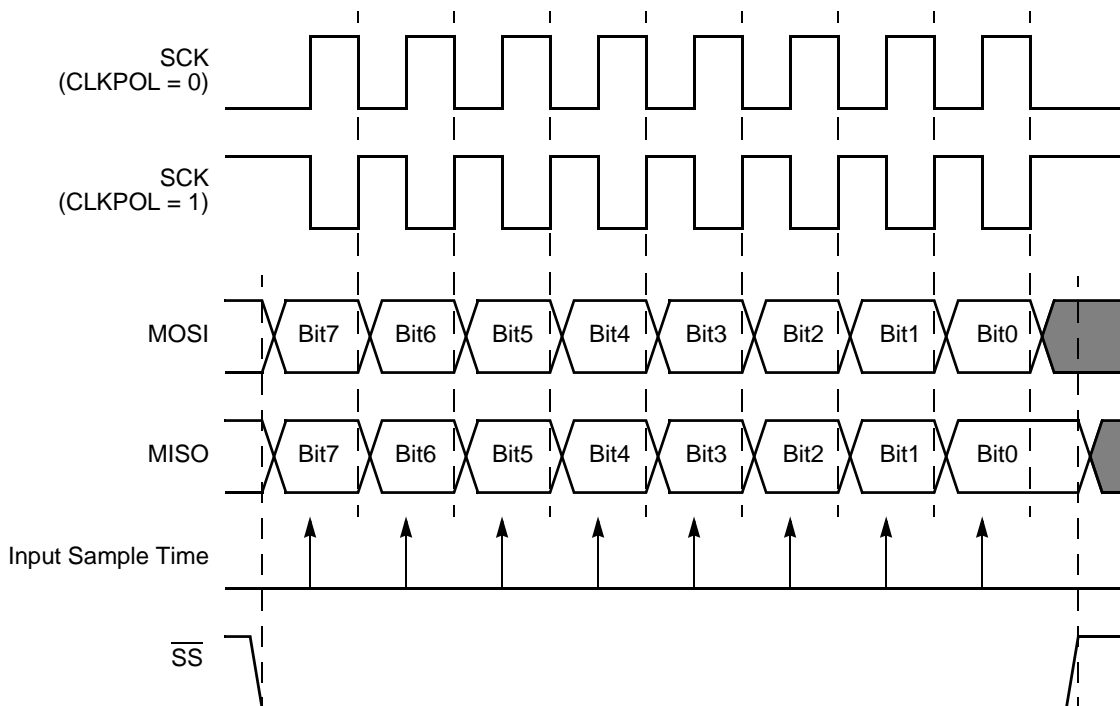 SCK
(CLKPOL = 0)
SCK
(CLKPOL = 1)
MOSI
Bit7 Bit6 Bit5 Bit4 Bit3 Bit2 Bit1 Bit0
MISO
Bit7 Bit6 Bit5 Bit4 Bit3 Bit2 Bit1 Bit0
Input Sample Time
S̅S̅